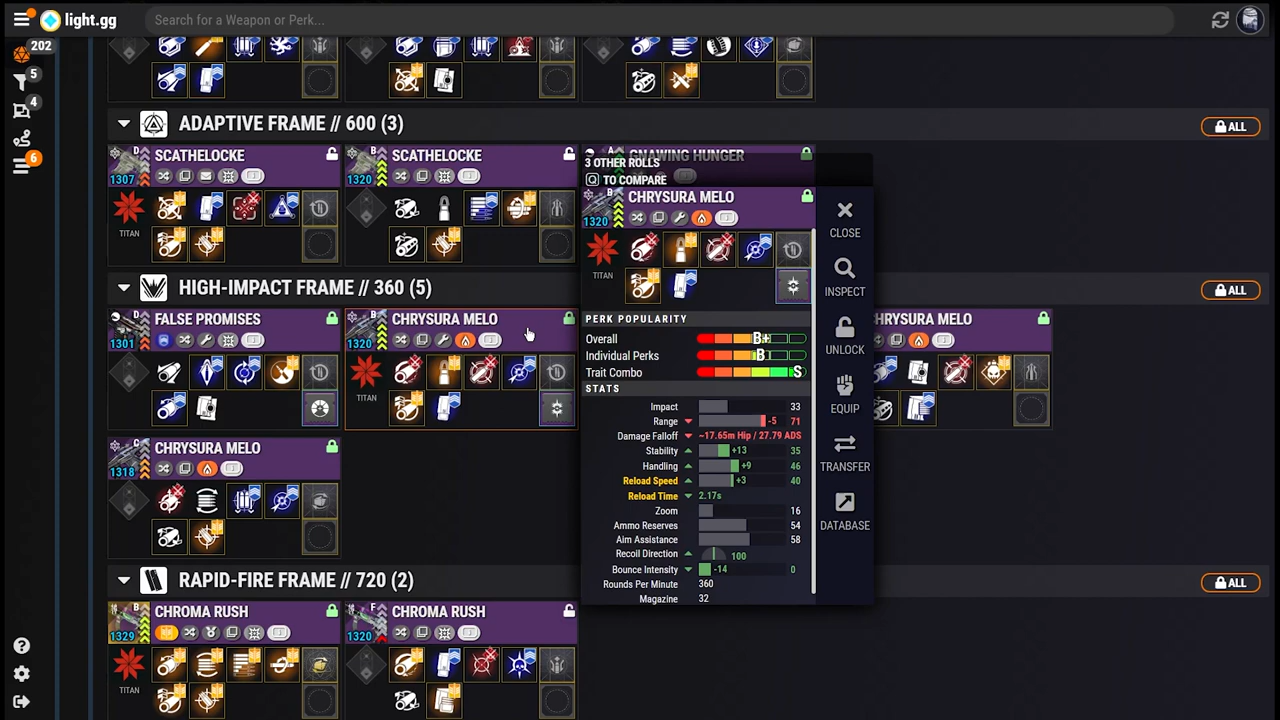 light.gg
Search for a Weapon or Perk...
202
5
4
6
ADAPTIVE FRAME // 600 (3)
ALL
D
SCATHELOCKE
1307
TITAN
B
SCATHELOCKE
1320
A
GNAWING HUNGER
3 OTHER ROLLS
Q TO COMPARE
B
CHRYSURA MELO
1320
TITAN
PERK POPULARITY
Overall B+
Individual Perks B
Trait Combo S
STATS
Impact 33
Range -5 71
Damage Falloff ~17.65m Hip / 27.79 ADS
Stability +13 35
Handling +9 46
Reload Speed +3 40
Reload Time 2.17s
Zoom 16
Ammo Reserves 54
Aim Assistance 58
Recoil Direction 100
Bounce Intensity -14 0
Rounds Per Minute 360
Magazine 32
CLOSE
INSPECT
UNLOCK
EQUIP
TRANSFER
DATABASE
HIGH-IMPACT FRAME // 360 (5)
ALL
FALSE PROMISES
1301
B
CHRYSURA MELO
1320
TITAN
CHRYSURA MELO
C
CHRYSURA MELO
1318
RAPID-FIRE FRAME // 720 (2)
ALL
B
CHROMA RUSH
1329
TITAN
F
CHROMA RUSH
1320